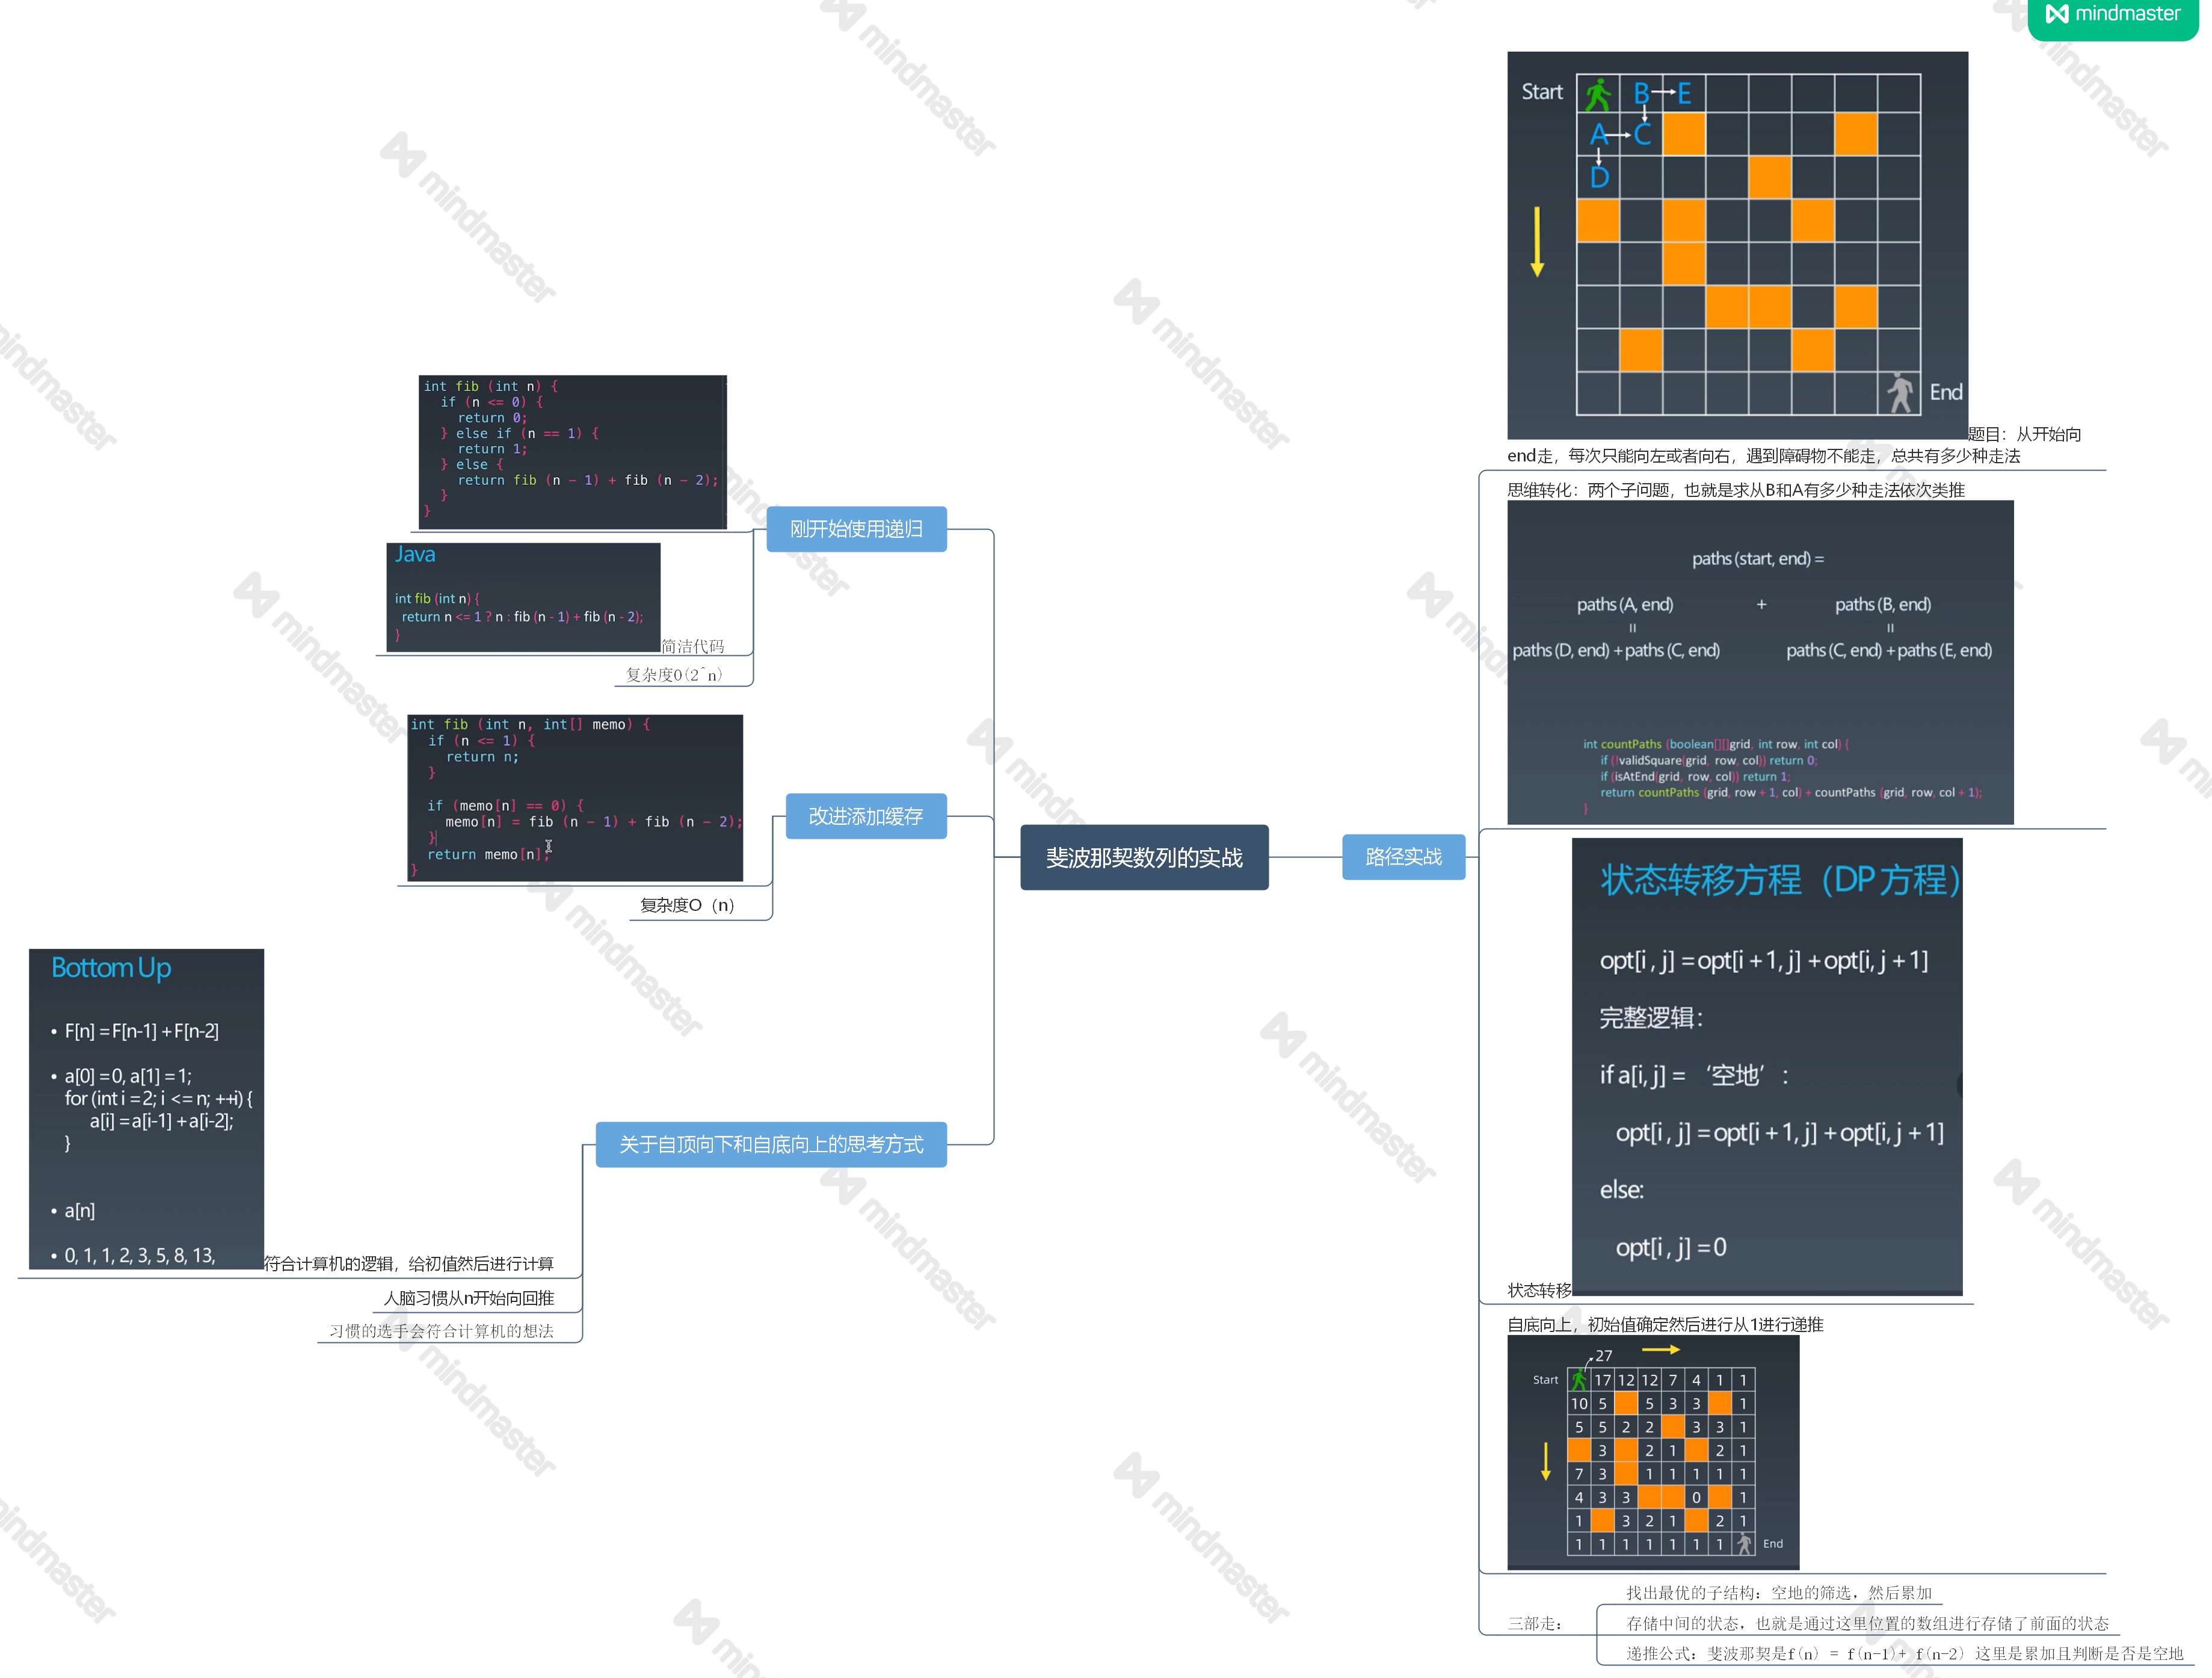 mindmaster
斐波那契数列的实战
刚开始使用递归
int fib (int n) {
if (n <= 0) {
return 0;
} else if (n == 1) {
return 1;
} else {
return fib (n - 1) + fib (n - 2);
}
}
Java
int fib (int n) {
return n <= 1 ? n : fib (n - 1) + fib (n - 2);
}
简洁代码
复杂度O(2^n)
改进添加缓存
int fib (int n, int[] memo) {
if (n <= 1) {
return n;
}
if (memo[n] == 0) {
memo[n] = fib (n - 1) + fib (n - 2);
}
return memo[n];
}
复杂度O（n）
关于自顶向下和自底向上的思考方式
Bottom Up
• F[n] = F[n-1] + F[n-2]
• a[0] = 0, a[1] = 1;
for (int i = 2; i <= n; ++i) {
a[i] = a[i-1] + a[i-2];
}
• a[n]
• 0, 1, 1, 2, 3, 5, 8, 13,
符合计算机的逻辑，给初值然后进行计算
人脑习惯从n开始向回推
习惯的选手会符合计算机的想法
路径实战
Start
B E
A C
D
End
题目：从开始向
end走，每次只能向左或者向右，遇到障碍物不能走，总共有多少种走法
思维转化：两个子问题，也就是求从B和A有多少种走法依次类推
paths (start, end) =
paths (A, end) + paths (B, end)
= =
paths (D, end) + paths (C, end) paths (C, end) + paths (E, end)
int countPaths (boolean[][]grid, int row, int col) {
if (!validSquare(grid, row, col)) return 0;
if (isAtEnd(grid, row, col)) return 1;
return countPaths (grid, row + 1, col) + countPaths (grid, row, col + 1);
}
状态转移方程（DP 方程）
opt[i , j] = opt[i + 1, j] + opt[i, j + 1]
完整逻辑：
if a[i, j] = ‘空地’ :
opt[i , j] = opt[i + 1, j] + opt[i, j + 1]
else:
opt[i , j] = 0
状态转移
自底向上，初始值确定然后进行从1进行递推
27
Start 17 12 12 7 4 1 1
10 5 5 3 3 1
5 5 2 2 3 3 1
3 2 1 2 1
7 3 1 1 1 1 1
4 3 3 0 1
1 3 2 1 2 1
1 1 1 1 1 1 1 End
三部走：
找出最优的子结构：空地的筛选，然后累加
存储中间的状态，也就是通过这里位置的数组进行存储了前面的状态
递推公式：斐波那契是f(n) = f(n-1)+ f(n-2) 这里是累加且判断是否是空地